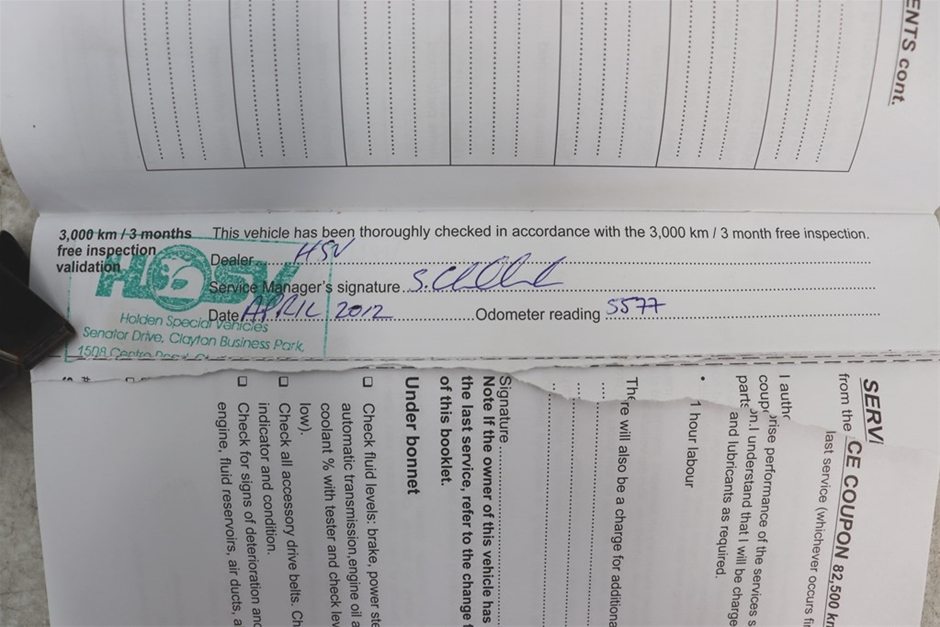 ENTS cont.
3,000 km / 3 months
free inspection
validation
This vehicle has been thoroughly checked in accordance with the 3,000 km / 3 month free inspection.
Dealer HSV
Service Manager's signature
Date APRIL 2012 Odometer reading 5577
HSV
Holden Special Vehicles
Senator Drive, Clayton Business Park,
1508 Centre Road
SERVICE COUPON 82,500 km
from the last service (whichever occurs fi
I autho
coup rise performance of the services s
parts n. I understand that I will be charge
and lubricants as required.
• 1 hour labour
There will also be a charge for additiona
Signature
Note If the owner of this vehicle has
the last service, refer to the change
of this booklet.
Under bonnet
❑ Check fluid levels: brake, power ste
automatic transmission, engine oil a
coolant % with tester and check lev
low).
❑ Check all accessory drive belts. Ch
indicator and condition.
❑ Check for signs of deterioration and
engine, fluid reservoirs, air ducts, a